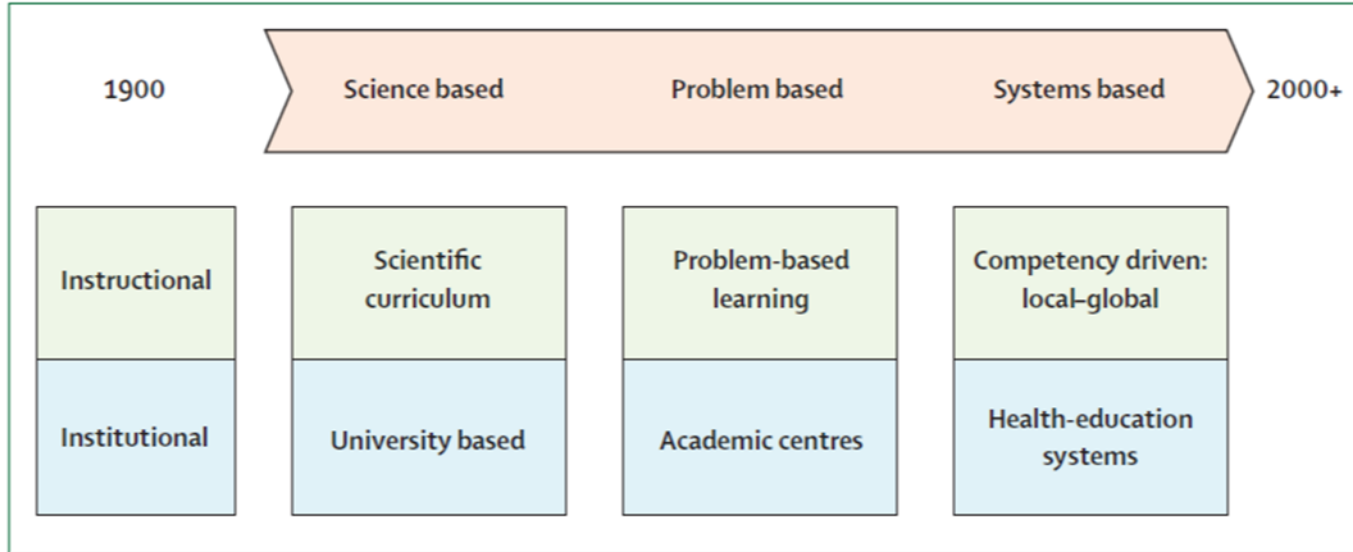 1900 Science based Problem based Systems based 2000+
Instructional
Scientific
curriculum
Problem-based
learning
Competency driven:
local–global
Institutional
University based
Academic centres
Health-education
systems